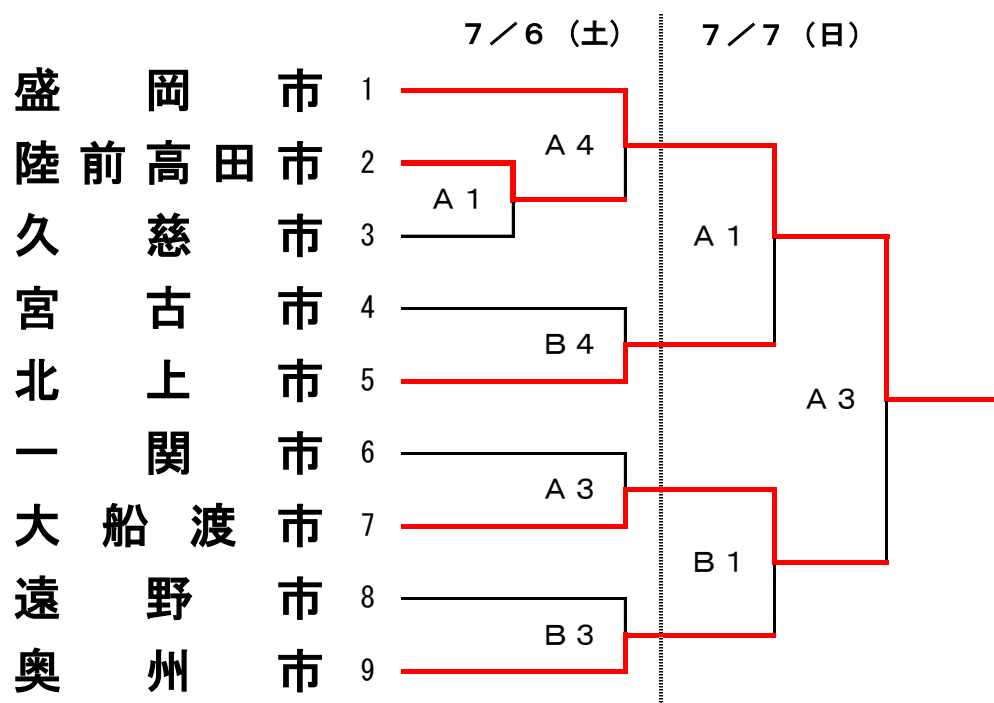 7／6（土） 7／7（日）
盛岡市 1
A4
陸前高田市 2
A1
久慈市 3
A1
宮古市 4
B4
北上市 5
A3
一関市 6
A3
大船渡市 7
B1
遠野市 8
B3
奥州市 9